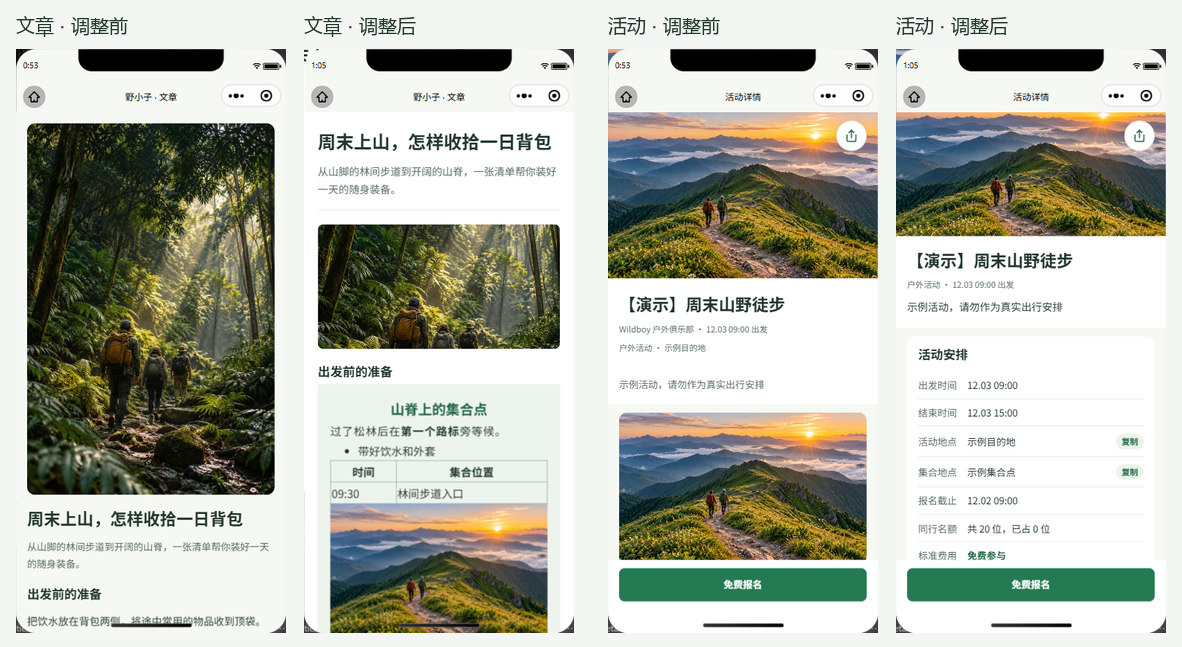 文章 · 调整前
0:53
野小子 · 文章
周末上山，怎样收拾一日背包
从山脚的林间步道到开阔的山脊，一张清单帮你装好一天
的随身装备。
出发前的准备
把饮水放在背包两侧，将途中常用的物品收到顶袋。
文章 · 调整后
1:05
野小子 · 文章
周末上山，怎样收拾一日背包
从山脚的林间步道到开阔的山脊，一张清单帮你装好
一天的随身装备。
出发前的准备
山脊上的集合点
过了松林后在第一个路标旁等候。
• 带好饮水和外套
时间 集合位置
09:30 林间步道入口
活动 · 调整前
0:53
活动详情
【演示】周末山野徒步
Wildboy 户外俱乐部 · 12.03 09:00 出发
户外活动 · 示例目的地
示例活动，请勿作为真实出行安排
免费报名
活动 · 调整后
1:05
活动详情
【演示】周末山野徒步
户外活动 · 12.03 09:00 出发
示例活动，请勿作为真实出行安排
活动安排
出发时间 12.03 09:00
结束时间 12.03 15:00
活动地点 示例目的地 复制
集合地点 示例集合点 复制
报名截止 12.02 09:00
同行名额 共 20 位，已占 0 位
标准费用 免费参与
免费报名